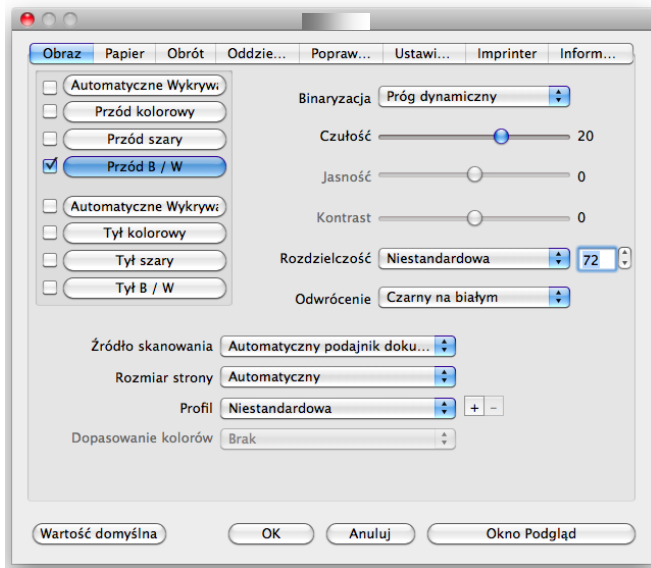 Obraz Papier Obrót Oddzie... Popraw... Ustawi... Imprinter Inform...
Automatyczne Wykrywa
Przód kolorowy
Przód szary
Przód B / W
Automatyczne Wykrywa
Tył kolorowy
Tył szary
Tył B / W
Binaryzacja Próg dynamiczny
Czułość 20
Jasność 0
Kontrast 0
Rozdzielczość Niestandardowa 72
Odwrócenie Czarny na białym
Źródło skanowania Automatyczny podajnik doku...
Rozmiar strony Automatyczny
Profil Niestandardowa + -
Dopasowanie kolorów Brak
Wartość domyślna OK Anuluj Okno Podgląd